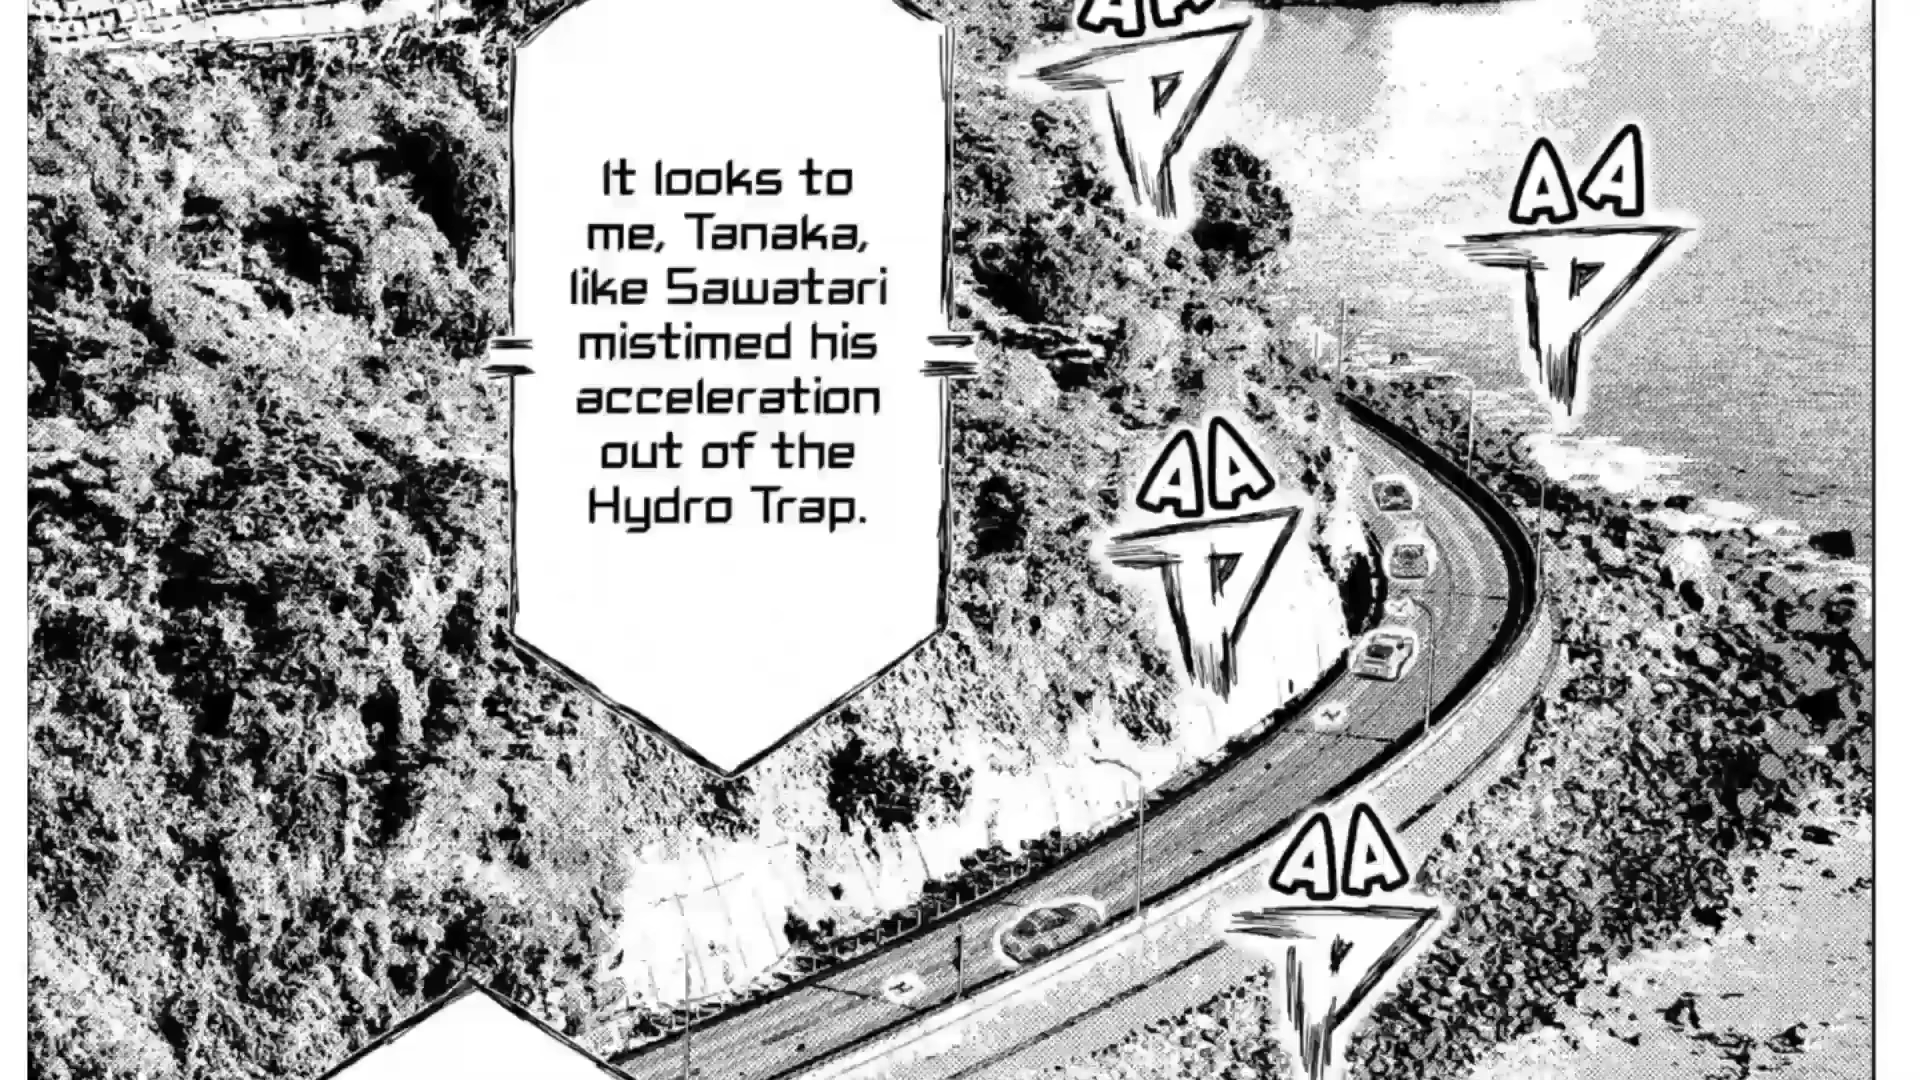 AA
AA
It looks to
me, Tanaka,
like Sawatari
mistimed his
acceleration
out of the
Hydro Trap.
AA
AA